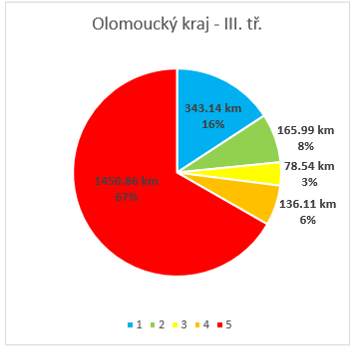 Olomoucký kraj - III. tř.
343.14 km
16%
165.99 km
8%
78.54 km
3%
136.11 km
6%
1450.86 km
67%
1 2 3 4 5